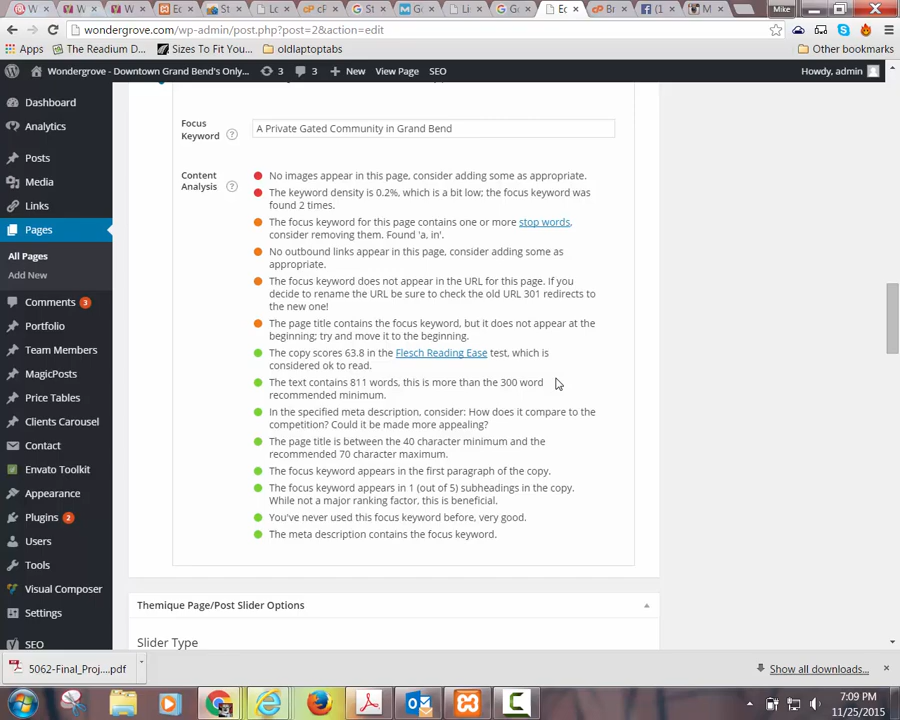 Mike
wondergrove.com/wp-admin/post.php?post=2&action=edit
Apps
The Readium D...
Sizes To Fit You...
oldlaptoptabs
Other bookmarks
Wondergrove - Downtown Grand Bend's Only...
3
3
New
View Page
SEO
Howdy, admin
Dashboard
Analytics
Posts
Media
Links
Pages
All Pages
Add New
Comments 3
Portfolio
Team Members
MagicPosts
Price Tables
Clients Carousel
Contact
Envato Toolkit
Appearance
Plugins 2
Users
Tools
Visual Composer
Settings
SEO
Focus
Keyword ?
A Private Gated Community in Grand Bend
Content
Analysis ?
No images appear in this page, consider adding some as appropriate.
The keyword density is 0.2%, which is a bit low; the focus keyword was
found 2 times.
The focus keyword for this page contains one or more stop words,
consider removing them. Found 'a, in'.
No outbound links appear in this page, consider adding some as
appropriate.
The focus keyword does not appear in the URL for this page. If you
decide to rename the URL be sure to check the old URL 301 redirects to
the new one!
The page title contains the focus keyword, but it does not appear at the
beginning; try and move it to the beginning.
The copy scores 63.8 in the Flesch Reading Ease test, which is
considered ok to read.
The text contains 811 words, this is more than the 300 word
recommended minimum.
In the specified meta description, consider: How does it compare to the
competition? Could it be made more appealing?
The page title is between the 40 character minimum and the
recommended 70 character maximum.
The focus keyword appears in the first paragraph of the copy.
The focus keyword appears in 1 (out of 5) subheadings in the copy.
While not a major ranking factor, this is beneficial.
You've never used this focus keyword before, very good.
The meta description contains the focus keyword.
Themique Page/Post Slider Options
Slider Type
5062-Final_Proj....pdf
Show all downloads...
7:09 PM
11/25/2015